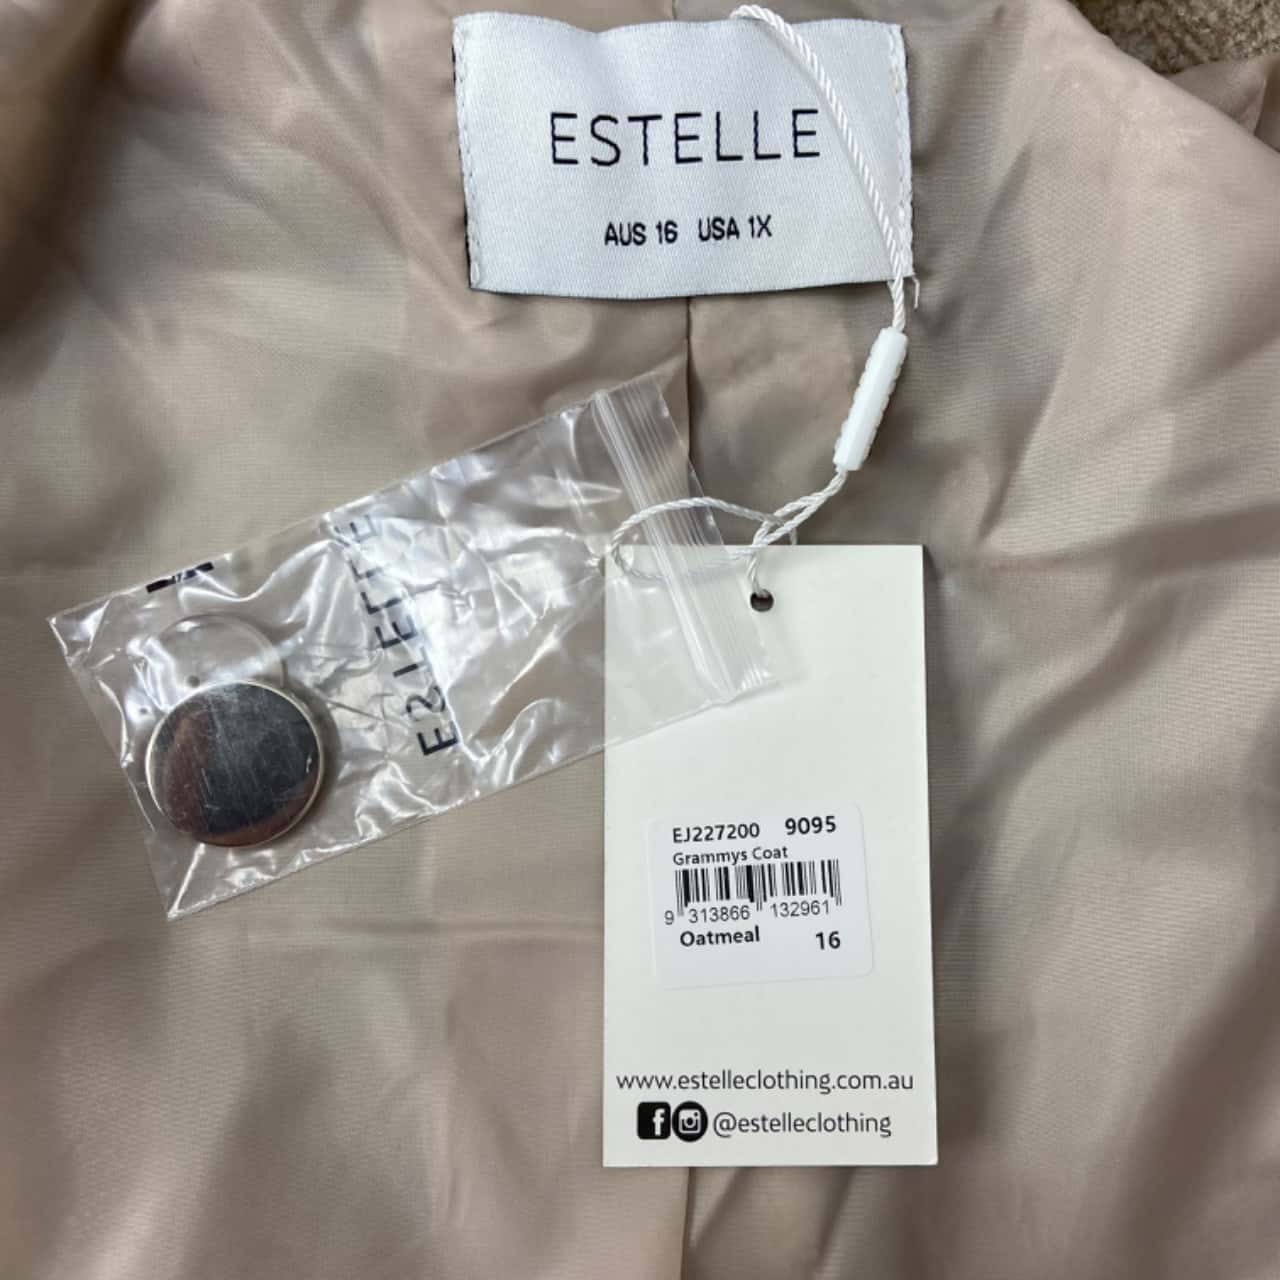 ESTELLE
AUS 16 USA 1X
ESTELLE
EJ227200 9095
Grammys Coat
9 313866 132961
Oatmeal 16
www.estelleclothing.com.au
@estelleclothing